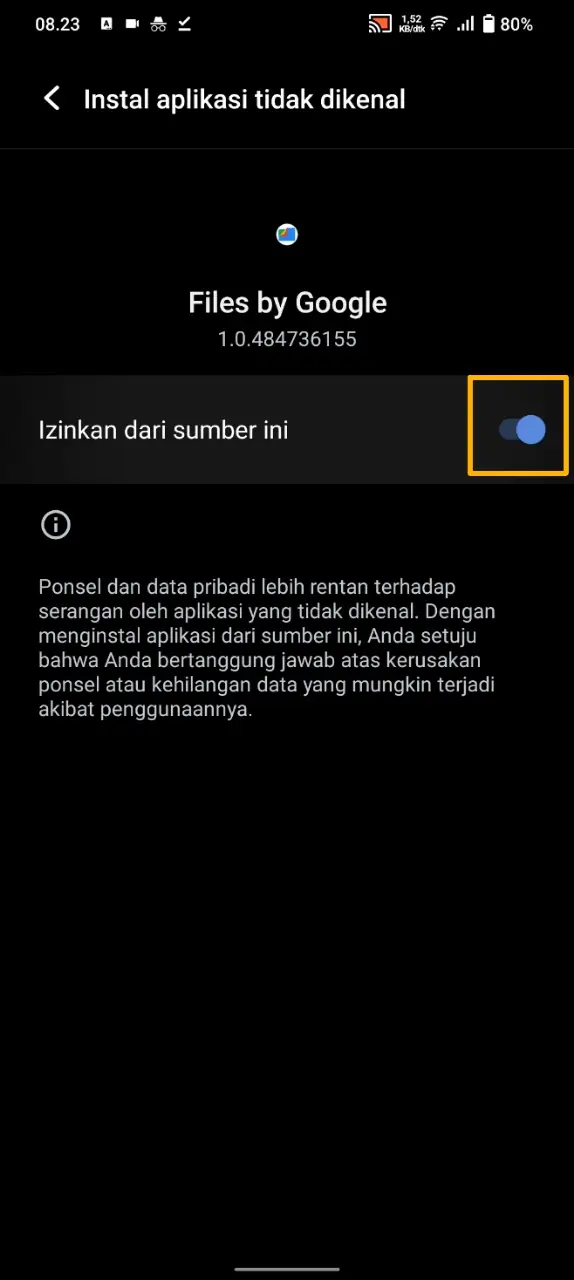 08.23 1,52 KB/dtk 80%
Instal aplikasi tidak dikenal
Files by Google
1.0.484736155
Izinkan dari sumber ini
Ponsel dan data pribadi lebih rentan terhadap
serangan oleh aplikasi yang tidak dikenal. Dengan
menginstal aplikasi dari sumber ini, Anda setuju
bahwa Anda bertanggung jawab atas kerusakan
ponsel atau kehilangan data yang mungkin terjadi
akibat penggunaannya.